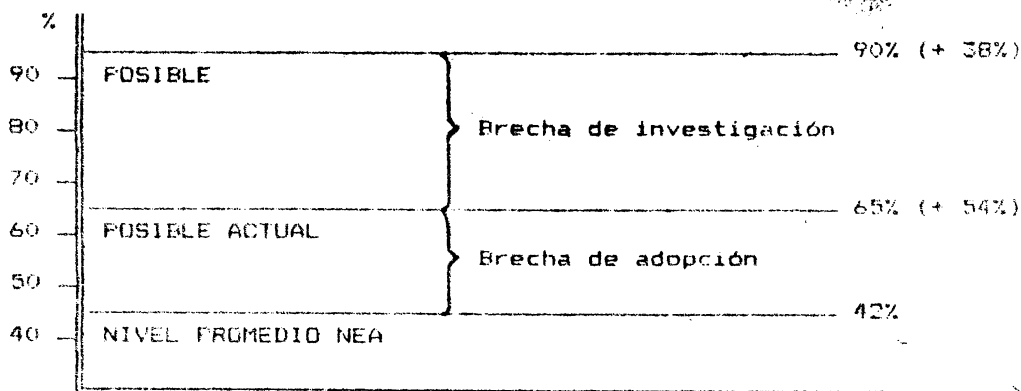 %
90% (+ 38%)
90 POSIBLE
80 Brecha de investigación
70
65% (+ 54%)
60 POSIBLE ACTUAL
Brecha de adopción
50
42%
40 NIVEL PROMEDIO NEA